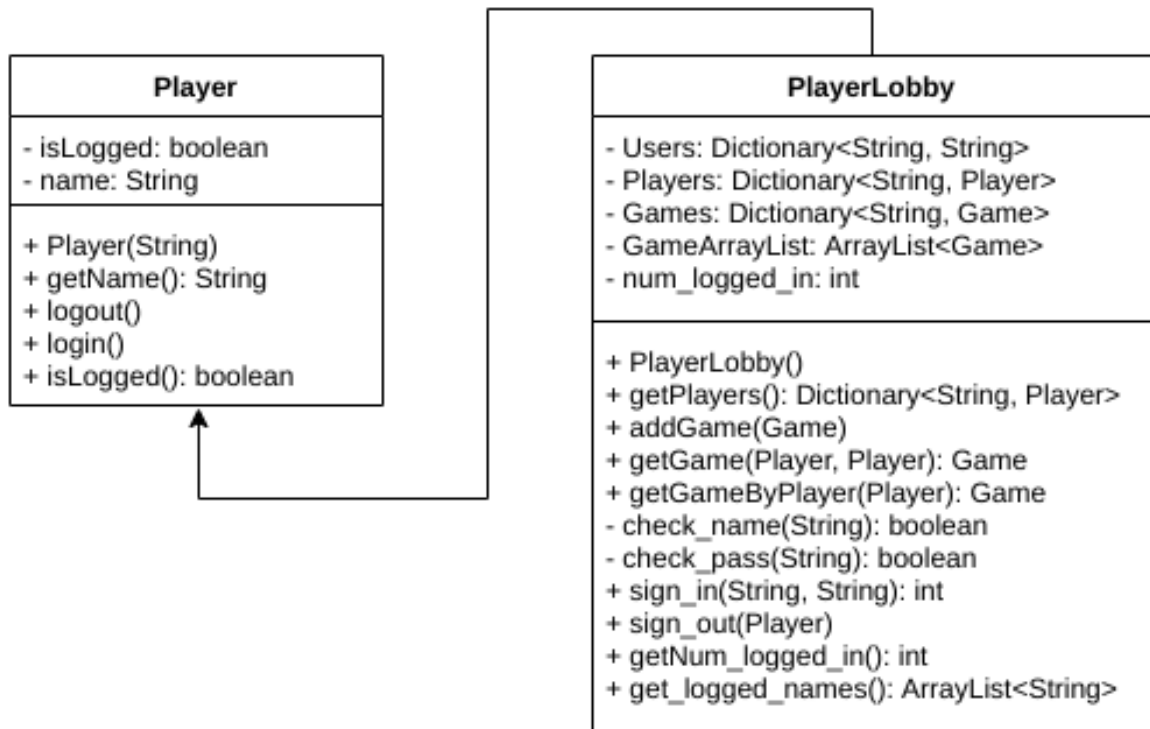 Player
- isLogged: boolean
- name: String
+ Player(String)
+ getName(): String
+ logout()
+ login()
+ isLogged(): boolean
PlayerLobby
- Users: Dictionary<String, String>
- Players: Dictionary<String, Player>
- Games: Dictionary<String, Game>
- GameArrayList: ArrayList<Game>
- num_logged_in: int
+ PlayerLobby()
+ getPlayers(): Dictionary<String, Player>
+ addGame(Game)
+ getGame(Player, Player): Game
+ getGameByPlayer(Player): Game
- check_name(String): boolean
- check_pass(String): boolean
+ sign_in(String, String): int
+ sign_out(Player)
+ getNum_logged_in(): int
+ get_logged_names(): ArrayList<String>